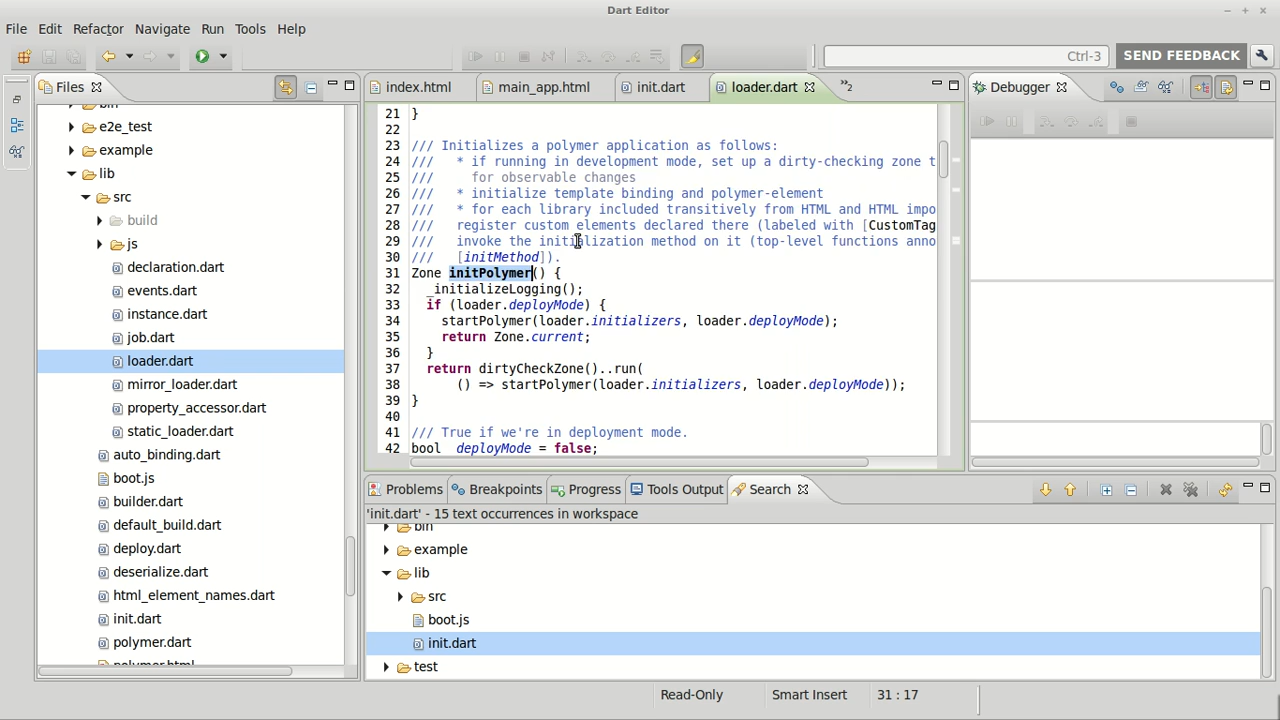 Dart Editor
File Edit Refactor Navigate Run Tools Help
Ctrl-3 SEND FEEDBACK
Files
bin
e2e_test
example
lib
src
build
js
declaration.dart
events.dart
instance.dart
job.dart
loader.dart
mirror_loader.dart
property_accessor.dart
static_loader.dart
auto_binding.dart
boot.js
builder.dart
default_build.dart
deploy.dart
deserialize.dart
html_element_names.dart
init.dart
polymer.dart
polymer.html
index.html main_app.html init.dart loader.dart »2
21 }
22
23 /// Initializes a polymer application as follows:
24 ///   * if running in development mode, set up a dirty-checking zone t
25 ///     for observable changes
26 ///   * initialize template binding and polymer-element
27 ///   * for each library included transitively from HTML and HTML impo
28 ///   register custom elements declared there (labeled with [CustomTag
29 ///   invoke the initialization method on it (top-level functions anno
30 ///   [initMethod]).
31 Zone initPolymer() {
32   _initializeLogging();
33   if (loader.deployMode) {
34     startPolymer(loader.initializers, loader.deployMode);
35     return Zone.current;
36   }
37   return dirtyCheckZone()..run(
38       () => startPolymer(loader.initializers, loader.deployMode));
39 }
40
41 /// True if we're in deployment mode.
42 bool _deployMode = false;
Debugger
Problems Breakpoints Progress Tools Output Search
'init.dart' - 15 text occurrences in workspace
bin
example
lib
src
boot.js
init.dart
test
Read-Only Smart Insert 31 : 17